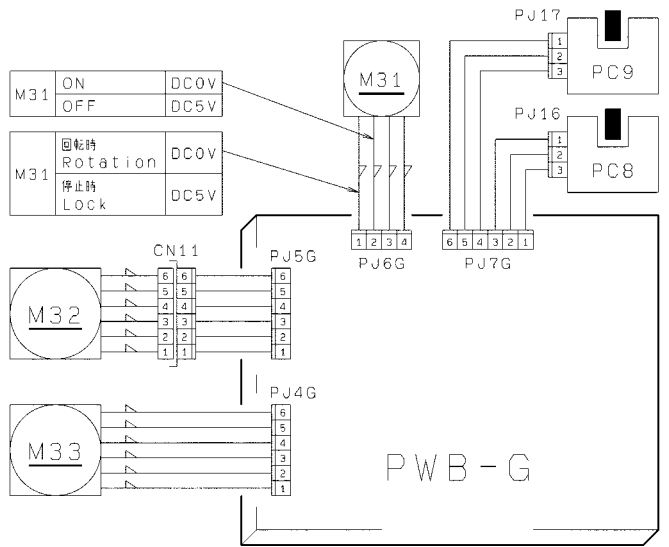 PJ17
1
2
3
PC9
PJ16
1
2
3
PC8
M31
M31
ON
DC0V
OFF
DC5V
M31
回転時
Rotation
DC0V
停止時
Lock
DC5V
1 2 3 4
PJ6G
6 5 4 3 2 1
PJ7G
CN11
PJ5G
M32
6 6 6
5 5 5
4 4 4
3 3 3
2 2 2
1 1 1
PJ4G
M33
6
5
4
3
2
1
PWB-G